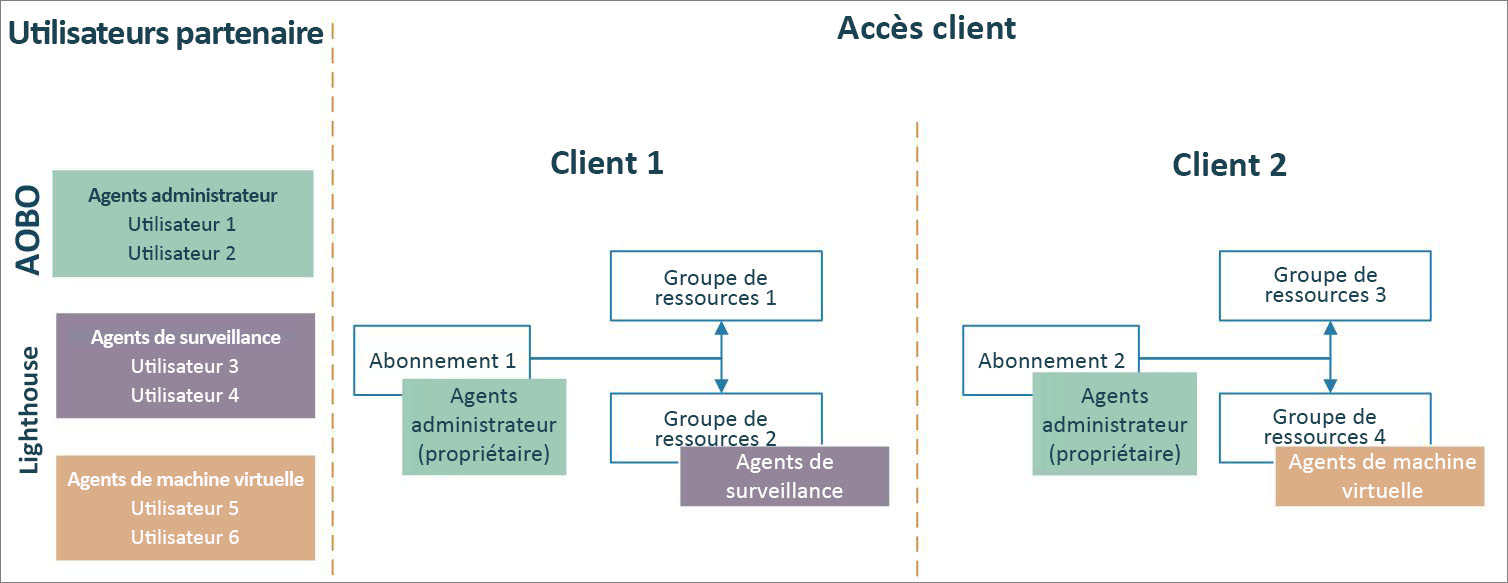 Utilisateurs partenaire
Accès client
AOBO
Agents administrateur
Utilisateur 1
Utilisateur 2
Lighthouse
Agents de surveillance
Utilisateur 3
Utilisateur 4
Agents de machine virtuelle
Utilisateur 5
Utilisateur 6
Client 1
Groupe de
ressources 1
Abonnement 1
Agents
administrateur
(propriétaire)
Groupe de
ressources 2
Agents de
surveillance
Client 2
Groupe de
ressources 3
Abonnement 2
Agents
administrateur
(propriétaire)
Groupe de
ressources 4
Agents de machine
virtuelle